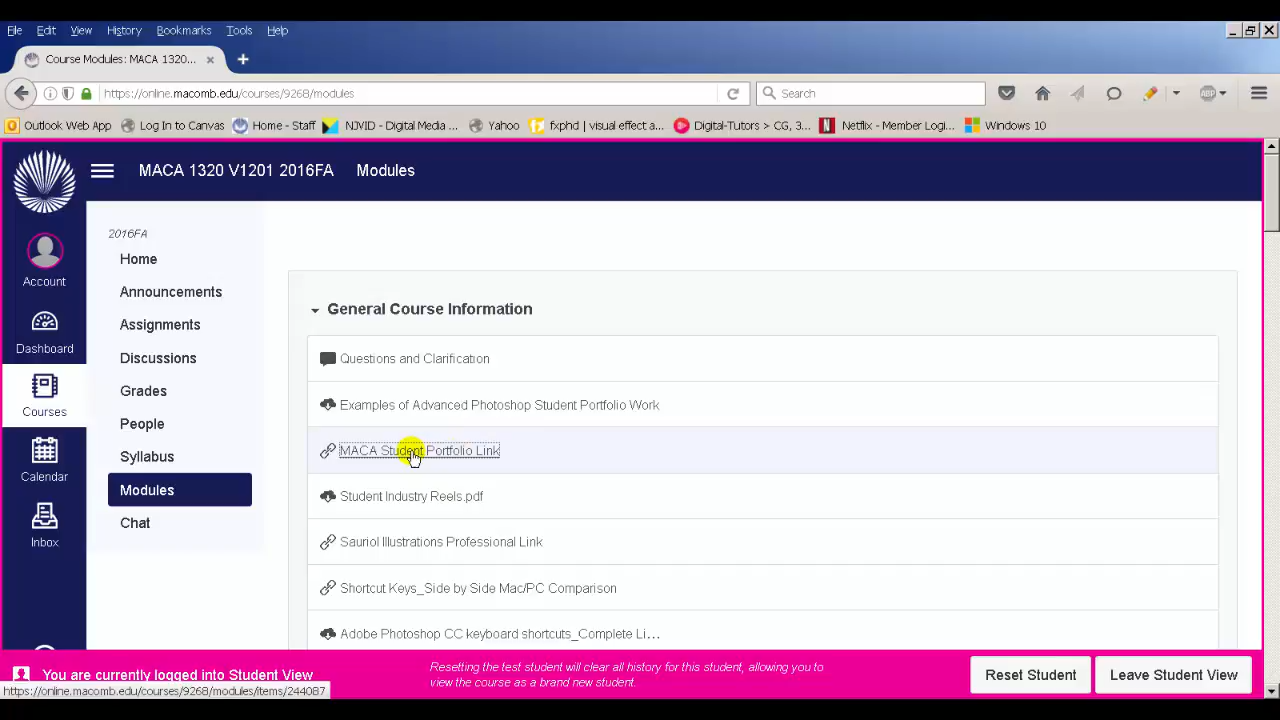 File Edit View History Bookmarks Tools Help
Course Modules: MACA 1320...
https://online.macomb.edu/courses/9268/modules
Search
ABP
Outlook Web App Log In to Canvas Home - Staff NJVID - Digital Media ... Yahoo fxphd | visual effect a... Digital-Tutors > CG, 3... Netflix - Member Logi... Windows 10
MACA 1320 V1201 2016FA Modules
Account
Dashboard
Courses
Calendar
Inbox
2016FA
Home
Announcements
Assignments
Discussions
Grades
People
Syllabus
Modules
Chat
General Course Information
Questions and Clarification
Examples of Advanced Photoshop Student Portfolio Work
MACA Student Portfolio Link
Student Industry Reels.pdf
Sauriol Illustrations Professional Link
Shortcut Keys_Side by Side Mac/PC Comparison
Adobe Photoshop CC keyboard shortcuts_Complete Li...
You are currently logged into Student View
Resetting the test student will clear all history for this student, allowing you to
view the course as a brand new student.
Reset Student
Leave Student View
https://online.macomb.edu/courses/9268/modules/items/244087